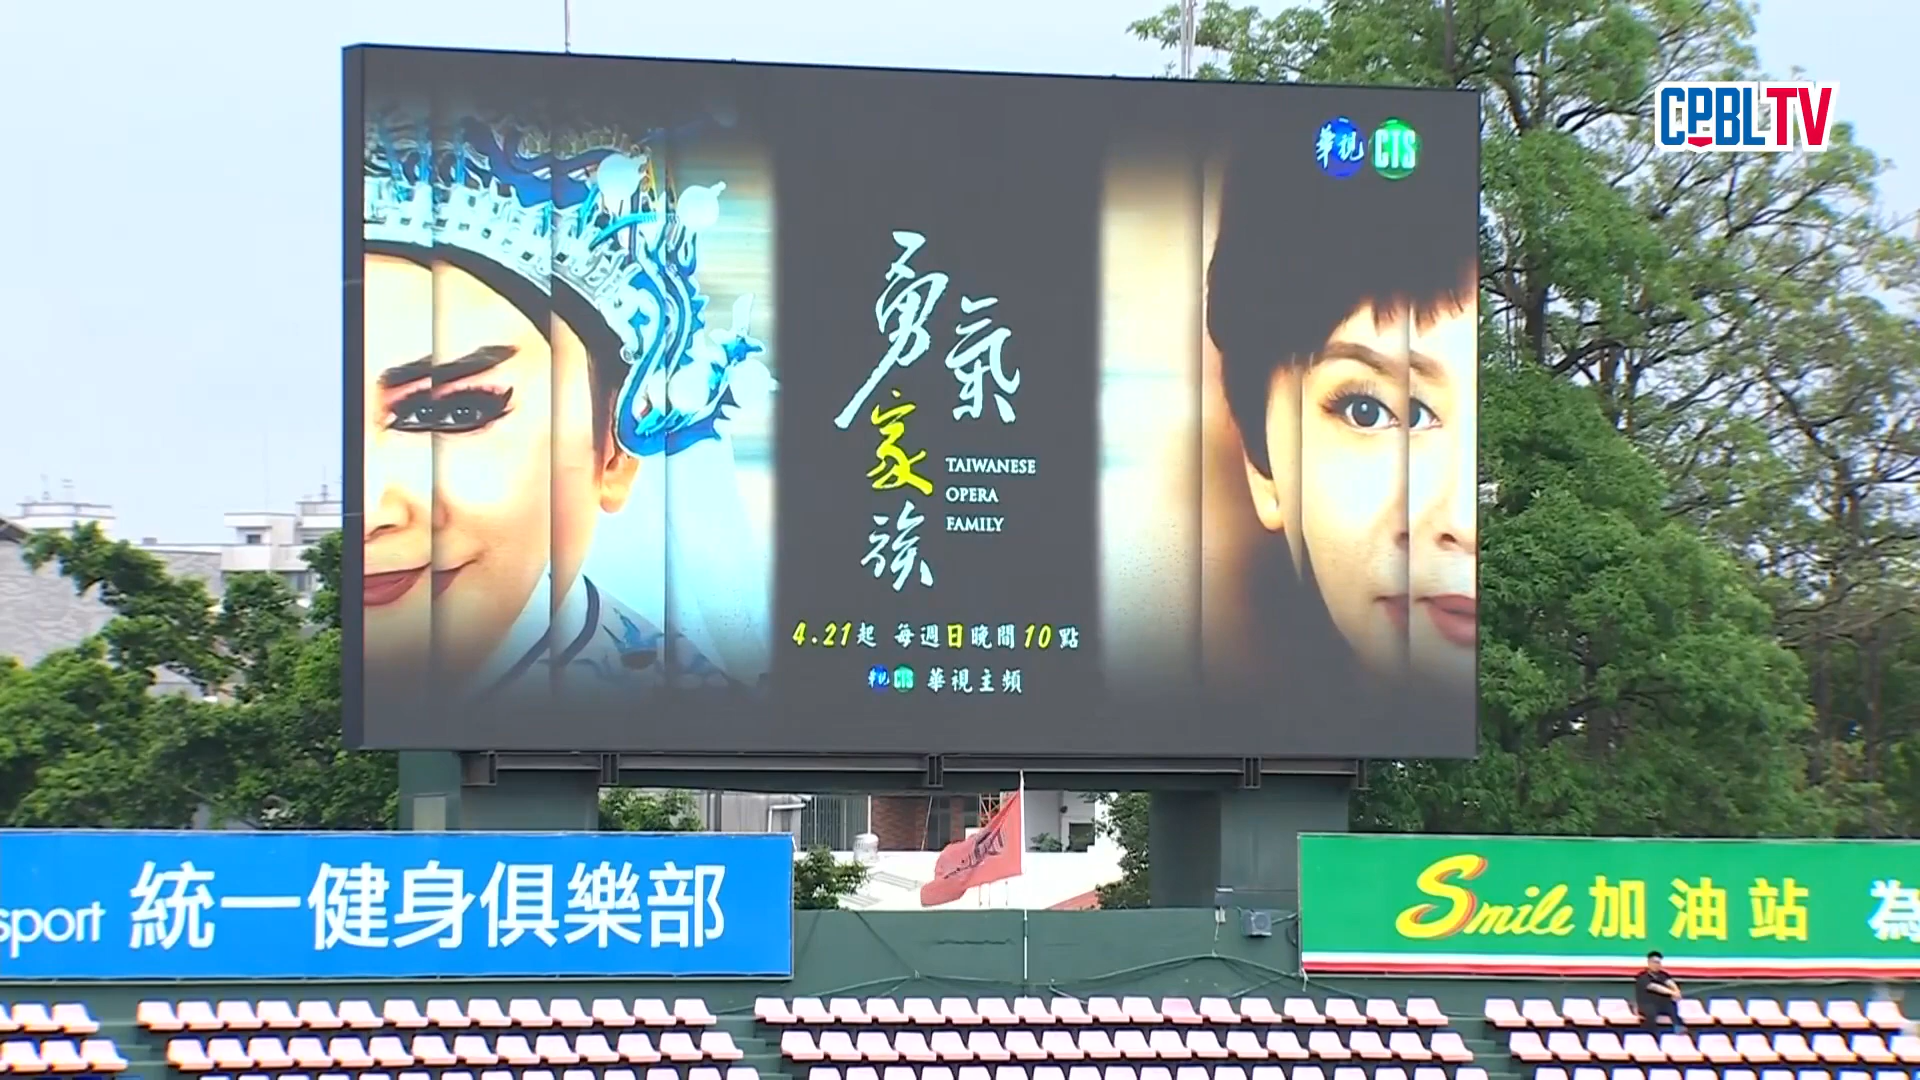 CPBLTV
華視 CTS
勇氣
家族
TAIWANESE
OPERA
FAMILY
4.21起 每週日晚間10點
華視 CTS 華視主頻
sport 統一健身俱樂部
Smile 加油站 為